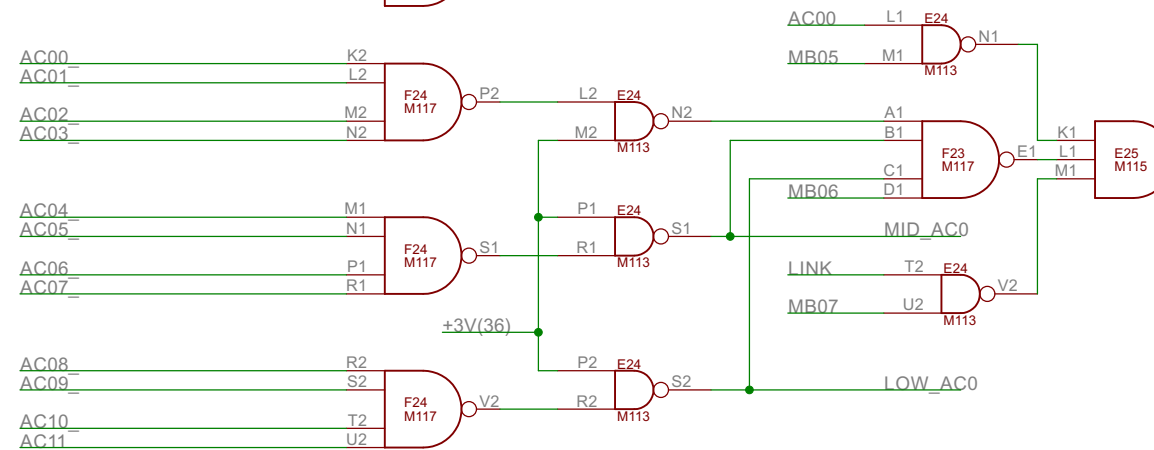 AC00 L1 E24 N1
MB05 M1 M113
AC00_ K2
AC01_ L2
F24 M117 P2
AC02_ M2
AC03_ N2
L2 E24 N2
M2 M113
A1
B1
F23 M117 E1
C1
MB06 D1
K1
L1 E25
M1 M115
AC04_ M1
AC05_ N1
F24 M117 S1
AC06_ P1
AC07_ R1
P1 E24 S1
R1 M113
MID_AC0
LINK T2 E24 V2
MB07 U2 M113
+3V(36)
AC08_ R2
AC09_ S2
F24 M117 V2
AC10_ T2
AC11_ U2
P2 E24 S2
R2 M113
LOW_AC0